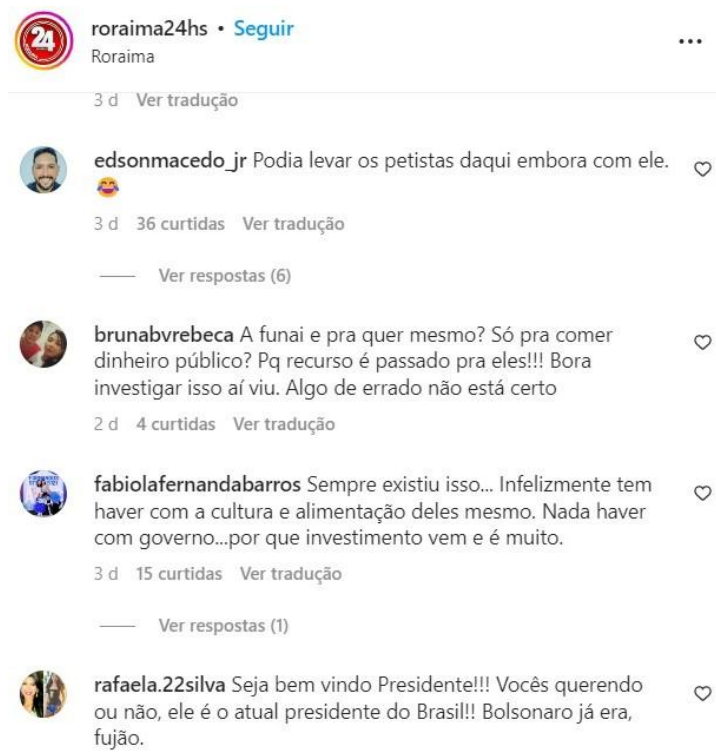 24
roraima24hs • Seguir
Roraima
3 d Ver tradução
edsonmacedo_jr Podia levar os petistas daqui embora com ele.
😂
3 d 36 curtidas Ver tradução
Ver respostas (6)
brunabvrebeca A funai e pra quer mesmo? Só pra comer
dinheiro público? Pq recurso é passado pra eles!!! Bora
investigar isso aí viu. Algo de errado não está certo
2 d 4 curtidas Ver tradução
fabiolafernandabarros Sempre existiu isso... Infelizmente tem
haver com a cultura e alimentação deles mesmo. Nada haver
com governo...por que investimento vem e é muito.
3 d 15 curtidas Ver tradução
Ver respostas (1)
rafaela.22silva Seja bem vindo Presidente!!! Vocês querendo
ou não, ele é o atual presidente do Brasil!! Bolsonaro já era,
fujão.